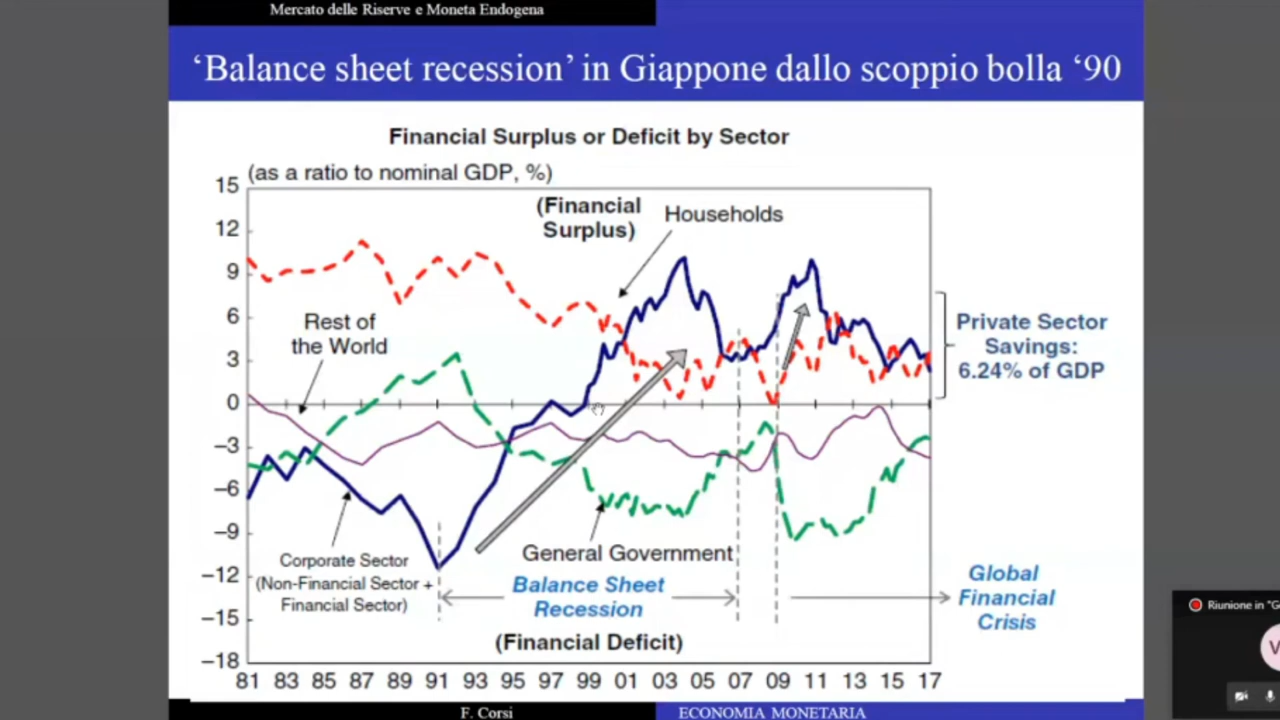 Mercato delle Riserve e Moneta Endogena
‘Balance sheet recession’ in Giappone dallo scoppio bolla ‘90
Financial Surplus or Deficit by Sector
(as a ratio to nominal GDP, %)
15
12
9
6
3
0
−3
−6
−9
−12
−15
−18
(Financial
Surplus)
Households
Rest of
the World
Private Sector
Savings:
6.24% of GDP
Corporate Sector
(Non-Financial Sector +
Financial Sector)
General Government
Balance Sheet
Recession
Global
Financial
Crisis
(Financial Deficit)
81 83 85 87 89 91 93 95 97 99 01 03 05 07 09 11 13 15 17
F. Corsi
ECONOMIA MONETARIA
Riunione in "G
V